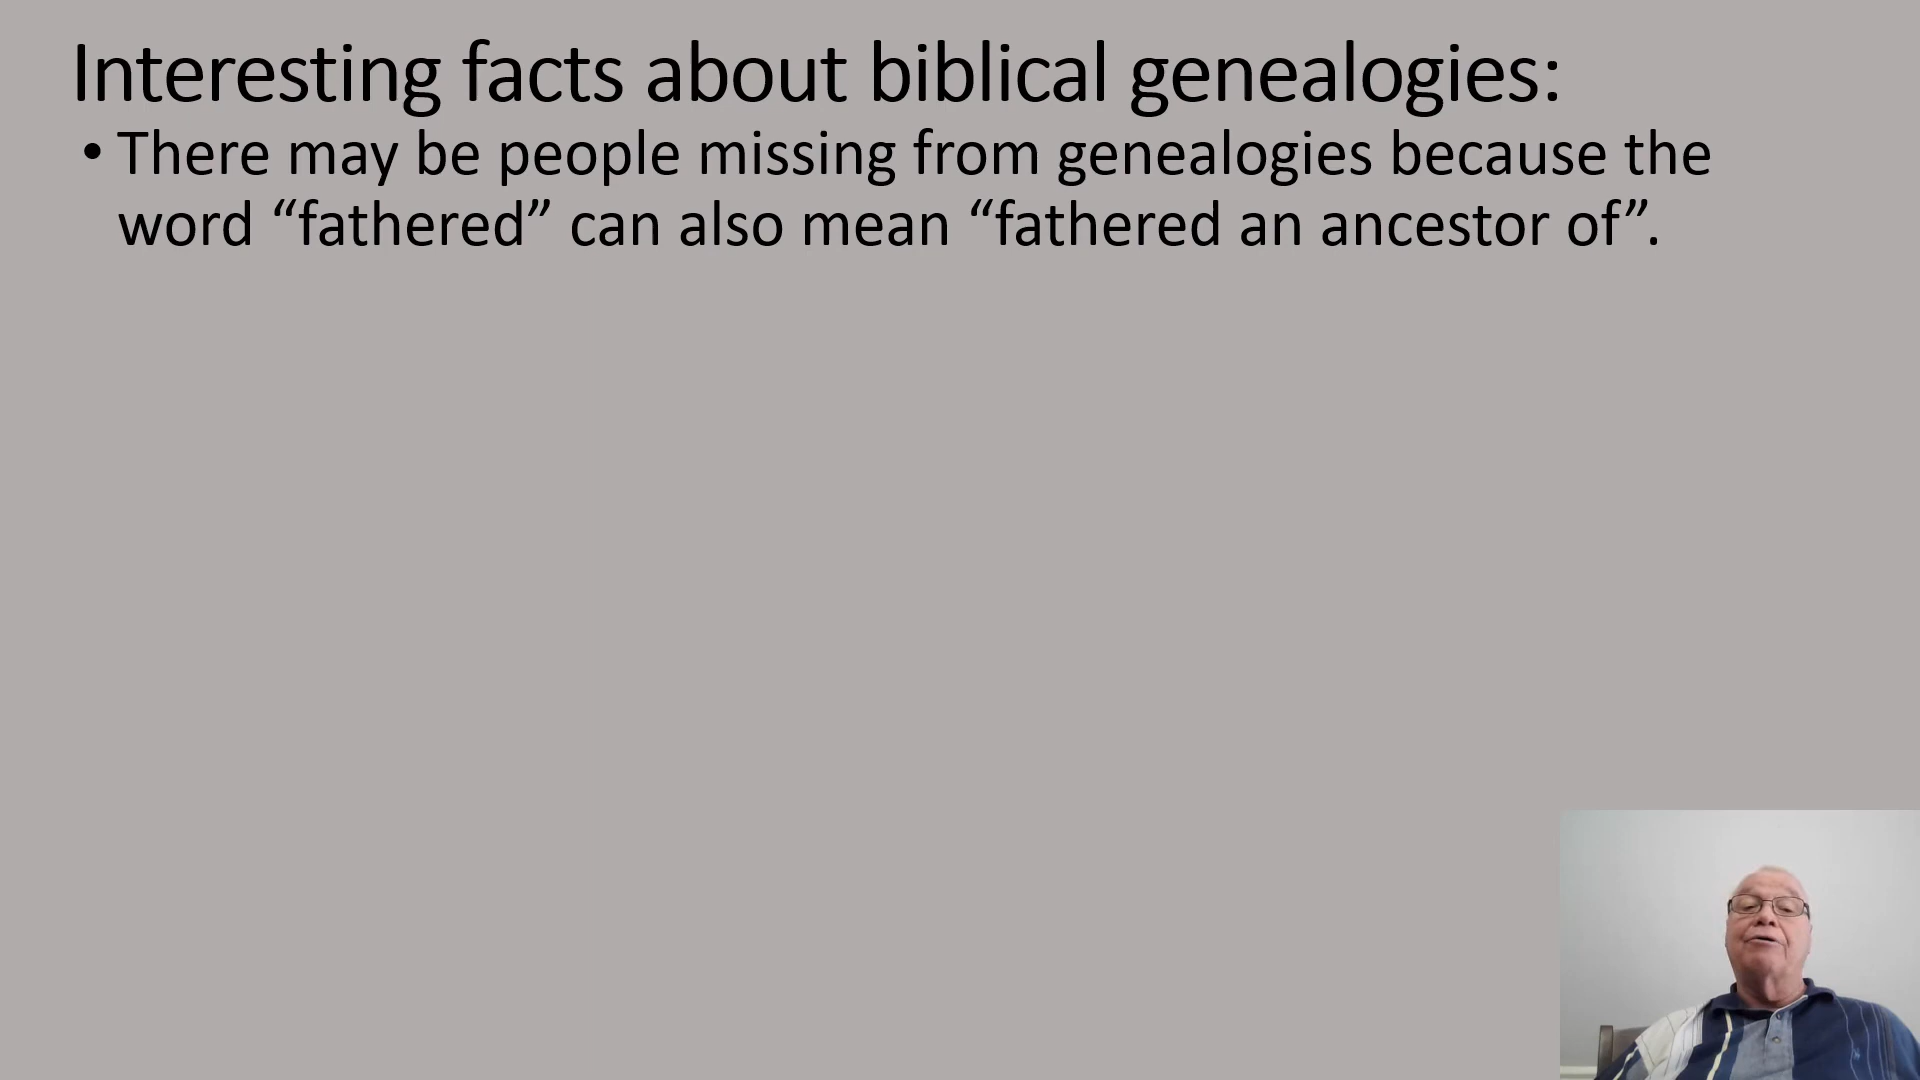 Interesting facts about biblical genealogies:
• There may be people missing from genealogies because the
word “fathered” can also mean “fathered an ancestor of”.